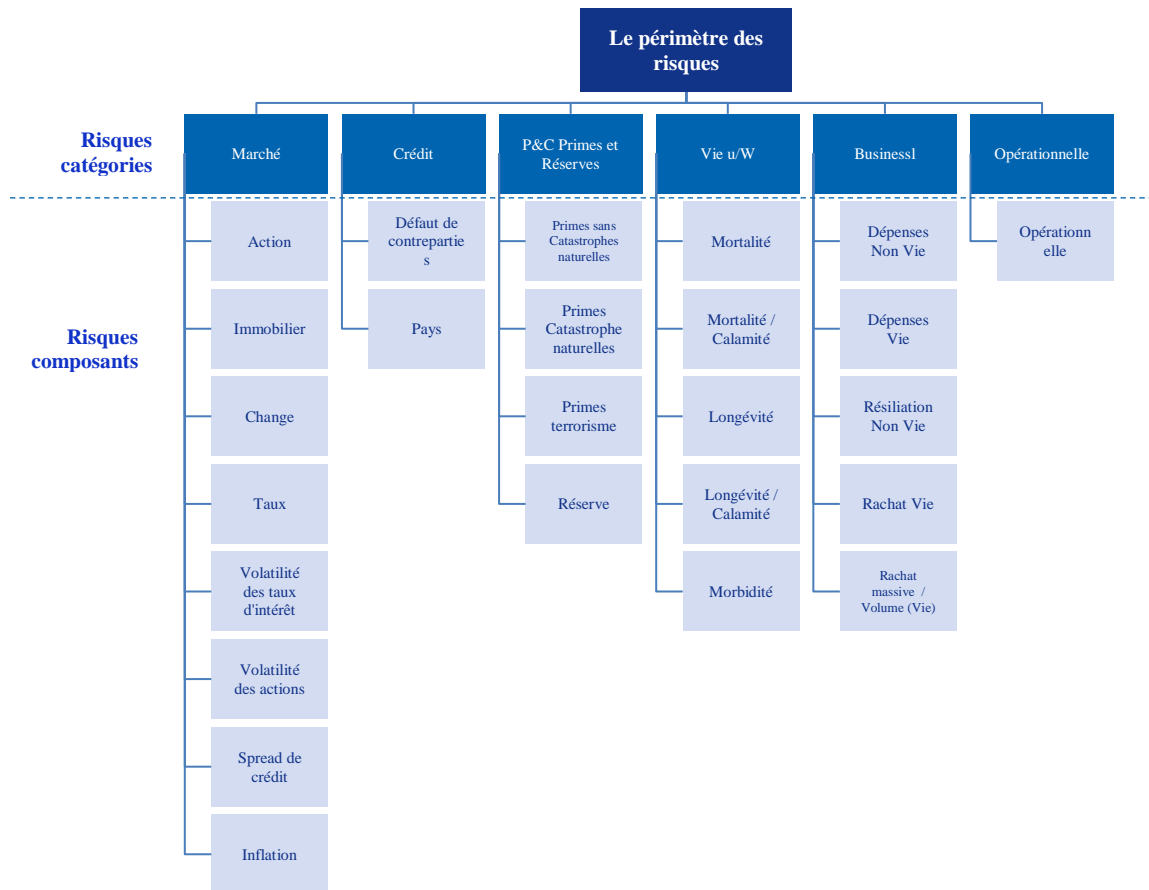 Le périmètre des
risques
Risques
catégories
Marché
Crédit
P&C Primes et
Réserves
Vie u/W
Businessl
Opérationnelle
Risques
composants
Action
Immobilier
Change
Taux
Volatilité
des taux
d'intérêt
Volatilité
des actions
Spread de
crédit
Inflation
Défaut de
contrepartie
s
Pays
Primes sans
Catastrophes
naturelles
Primes
Catastrophe
naturelles
Primes
terrorisme
Réserve
Mortalité
Mortalité /
Calamité
Longévité
Longévité /
Calamité
Morbidité
Dépenses
Non Vie
Dépenses
Vie
Résiliation
Non Vie
Rachat Vie
Rachat
massive /
Volume (Vie)
Opérationn
elle